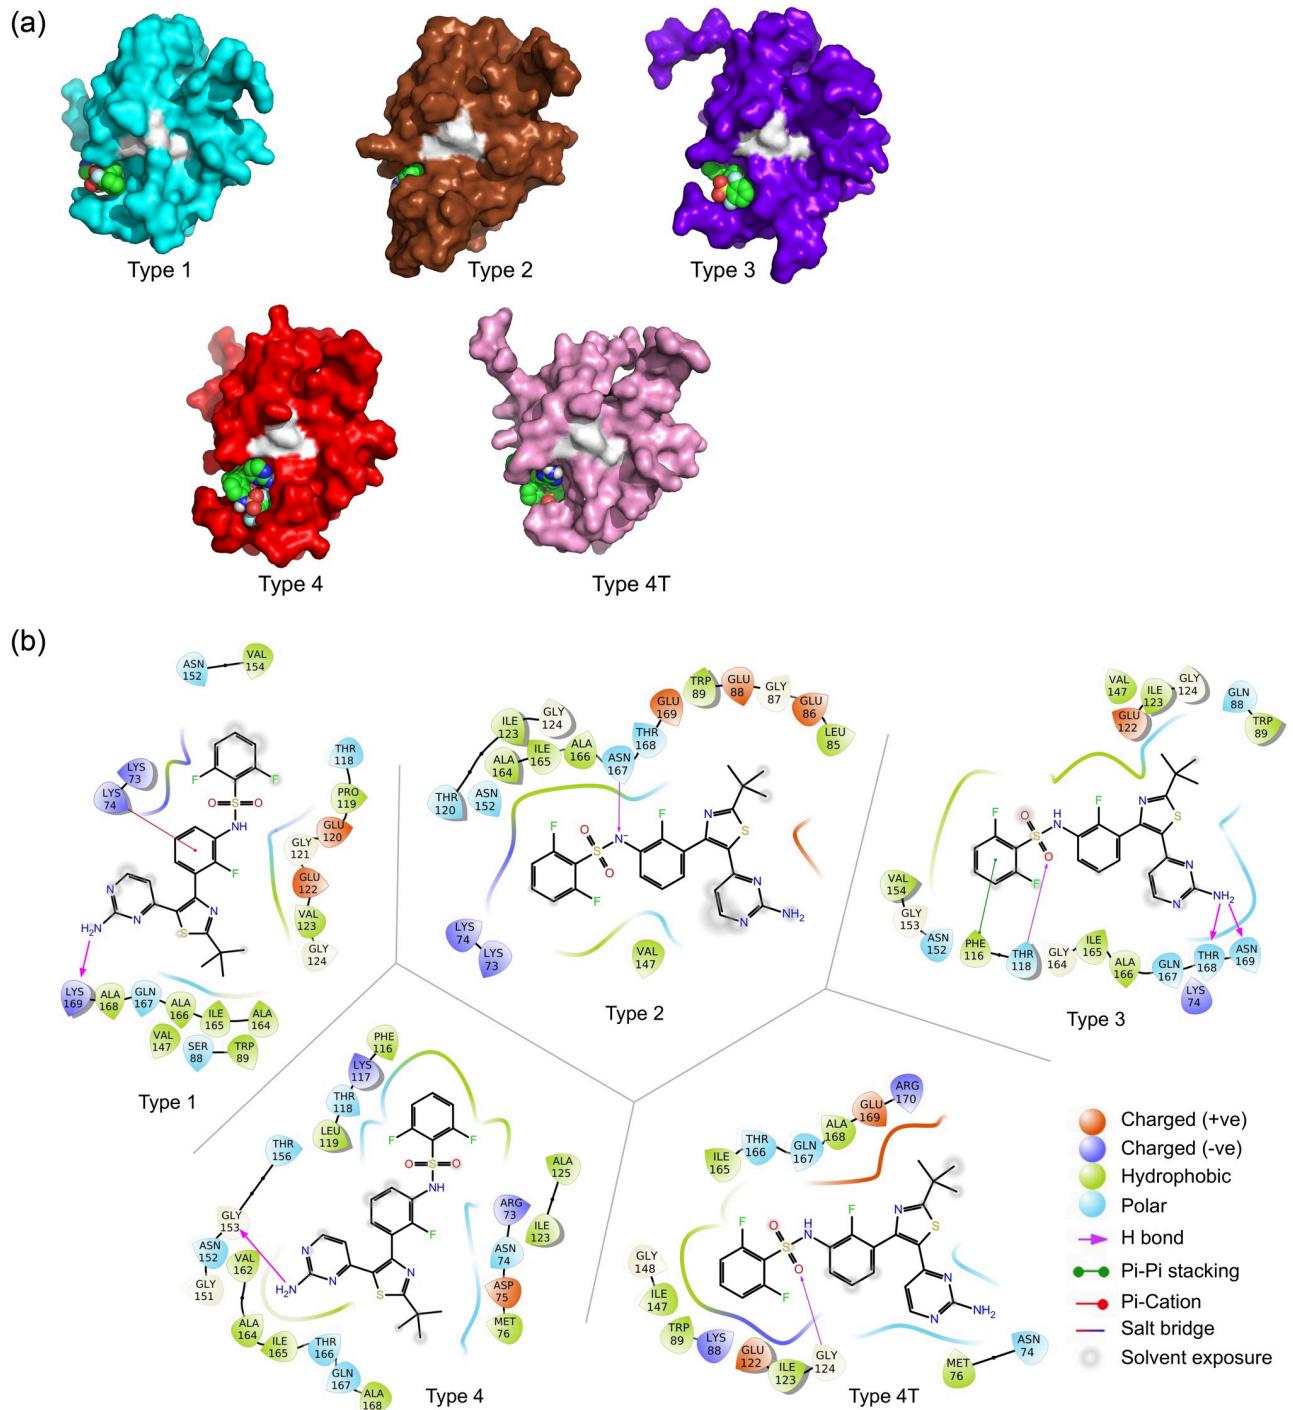 (a)
Type 1
Type 2
Type 3
Type 4
Type 4T
(b)
ASN 152
VAL 154
LYS 73
LYS 74
THR 118
PRO 119
GLU 120
GLY 121
GLU 122
VAL 123
GLY 124
F
F
O
S
O
NH
F
N
N
N
S
H₂N
LYS 169
ALA 168
GLN 167
ALA 166
ILE 165
ALA 164
VAL 147
SER 88
TRP 89
Type 1
THR 120
ILE 123
GLY 124
ASN 152
ALA 164
ILE 165
ALA 166
ASN 167
THR 168
GLU 169
TRP 89
GLU 88
GLY 87
GLU 86
LEU 85
F
F
O
S
O
N⁻
F
N
S
N
N
NH₂
LYS 74
LYS 73
VAL 147
Type 2
VAL 147
GLU 122
ILE 123
GLY 124
GLN 88
TRP 89
F
F
O
S
O
NH
F
N
S
N
N
NH₂
VAL 154
GLY 153
ASN 152
PHE 116
THR 118
GLY 164
ILE 165
ALA 166
GLN 167
THR 168
ASN 169
LYS 74
Type 3
PHE 116
LYS 117
THR 118
LEU 119
THR 156
GLY 153
ASN 152
GLY 151
VAL 162
ALA 164
ILE 165
THR 166
GLN 167
ALA 168
F
F
O
S
O
NH
F
N
N
N
S
H₂N
ARG 73
ASN 74
ASP 75
MET 76
ALA 125
ILE 123
Type 4
ILE 165
THR 166
GLN 167
ALA 168
GLU 169
ARG 170
F
F
O
S
O
H
N
F
N
S
N
N
NH₂
GLY 148
ILE 147
TRP 89
LYS 88
GLU 122
ILE 123
GLY 124
MET 76
ASN 74
Type 4T
Charged (+ve)
Charged (-ve)
Hydrophobic
Polar
H bond
Pi-Pi stacking
Pi-Cation
Salt bridge
Solvent exposure